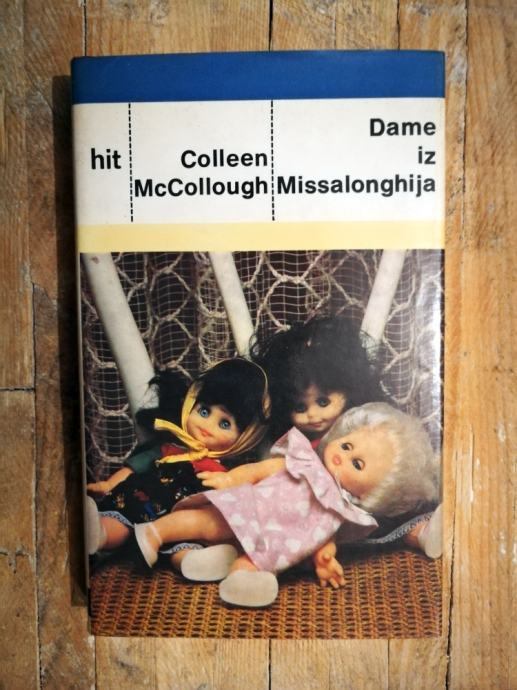 hit
Colleen
McCollough
Dame
iz
Missalonghija